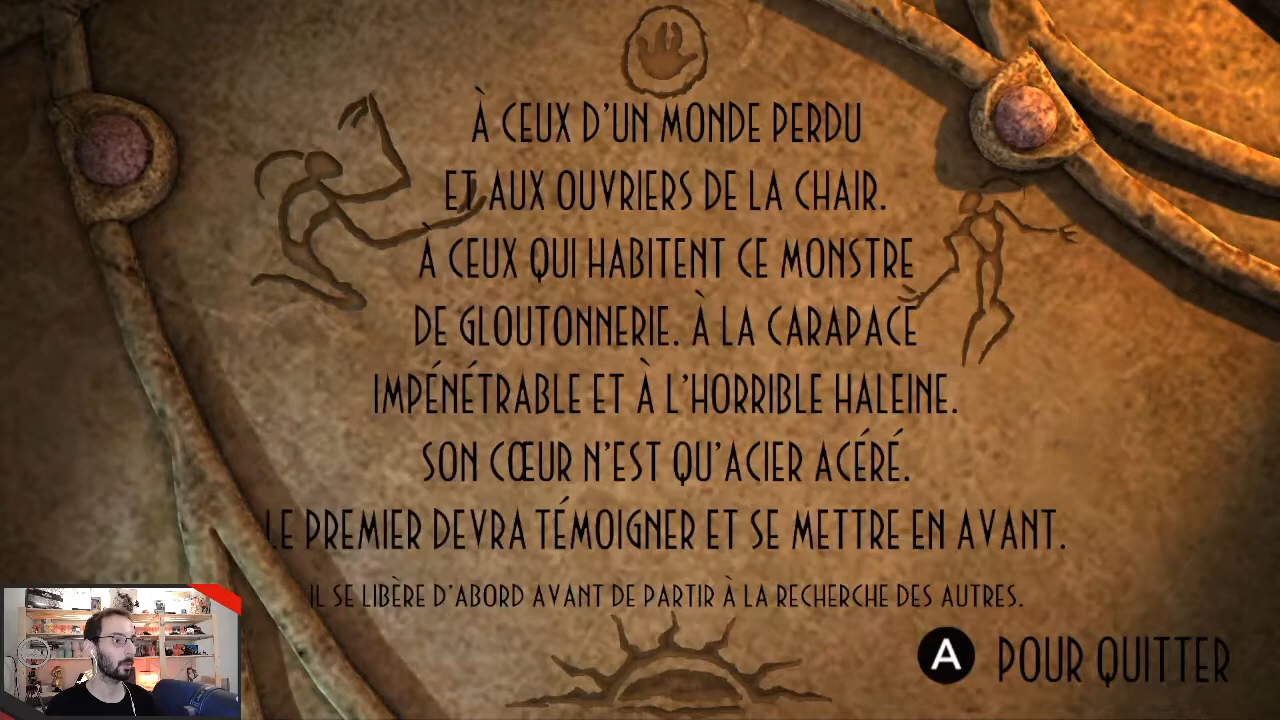 À CEUX D'UN MONDE PERDU
ET AUX OUVRIERS DE LA CHAIR.
À CEUX QUI HABITENT CE MONSTRE
DE GLOUTONNERIE. À LA CARAPACE
IMPÉNÉTRABLE ET À L'HORRIBLE HALEINE.
SON CŒUR N'EST QU'ACIER ACÉRÉ.
LE PREMIER DEVRA TÉMOIGNER ET SE METTRE EN AVANT.
IL SE LIBÈRE D'ABORD AVANT DE PARTIR À LA RECHERCHE DES AUTRES.
A POUR QUITTER